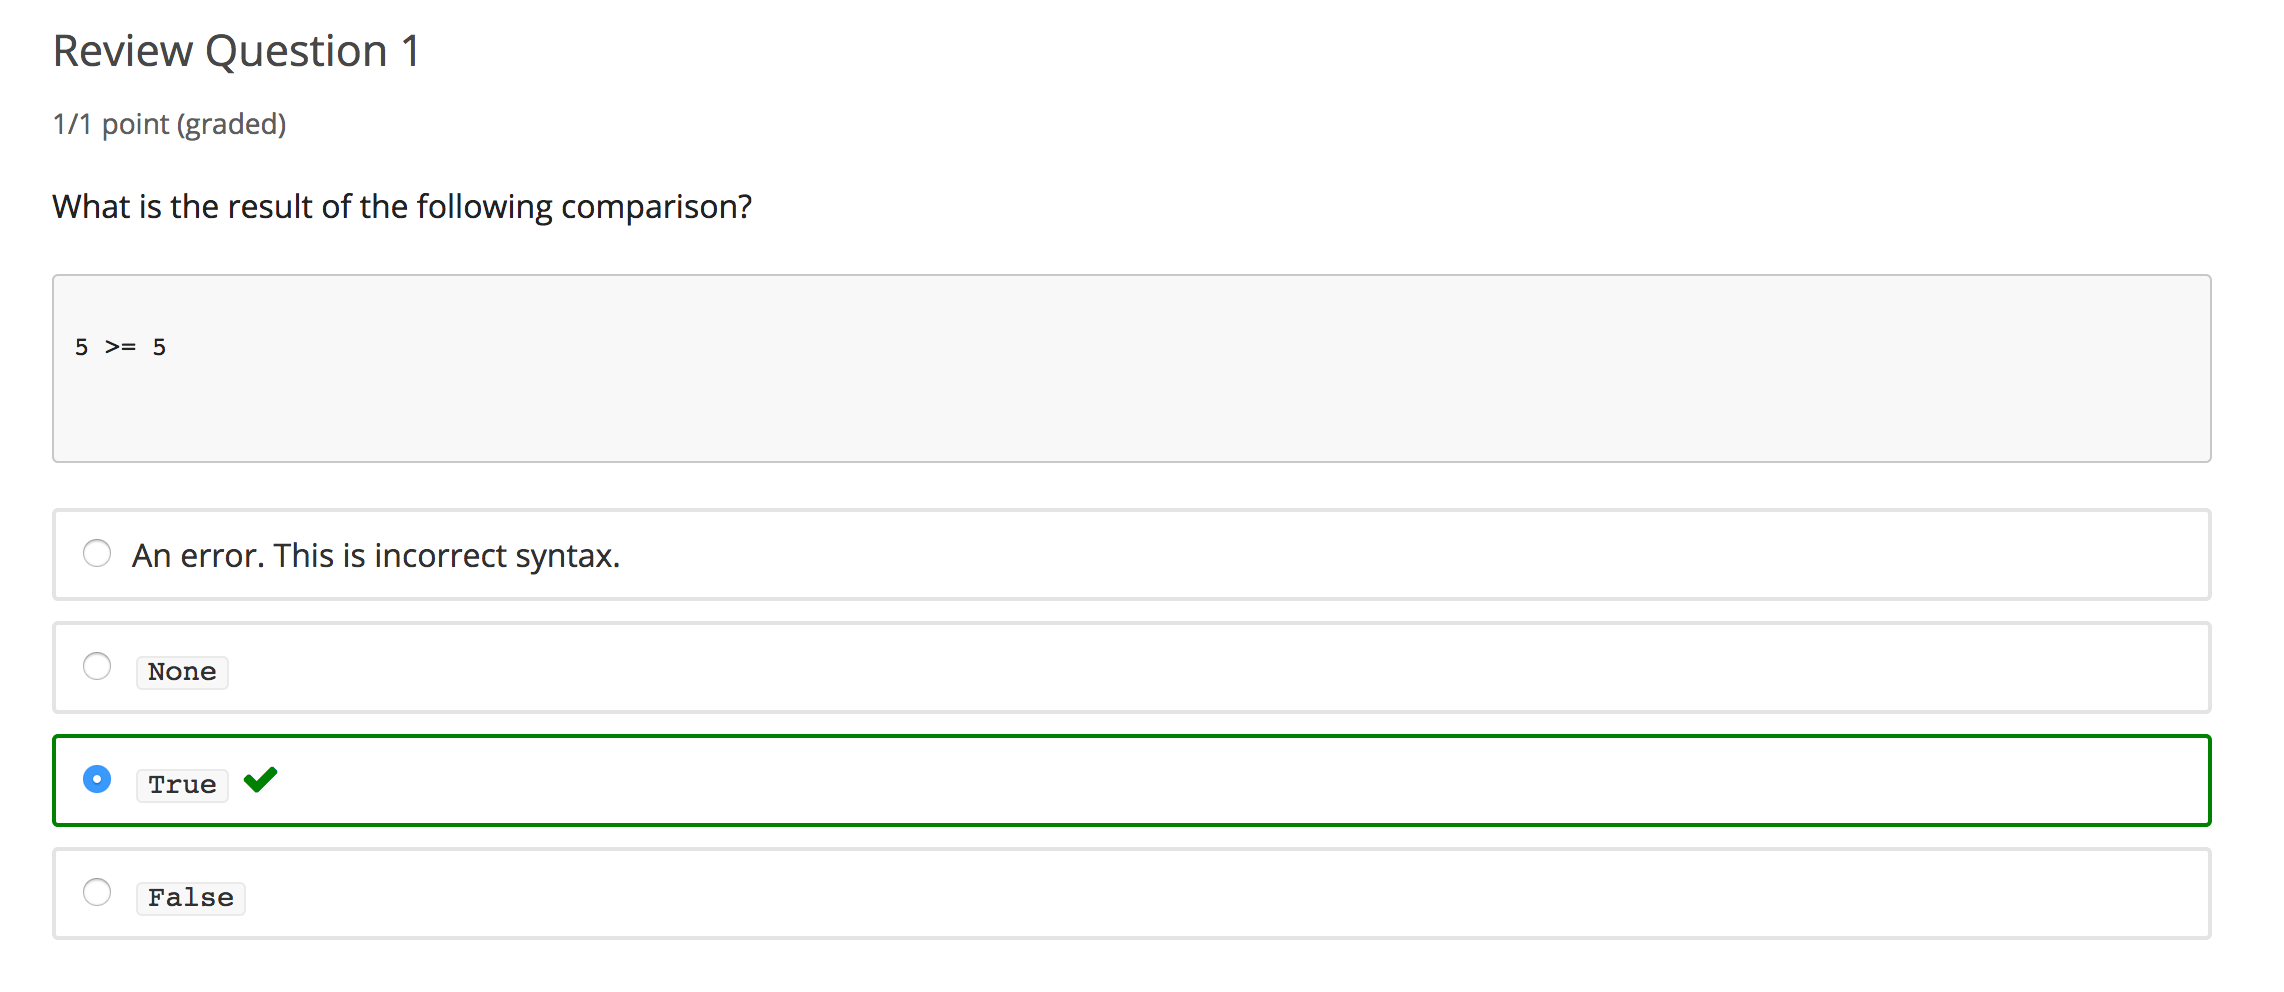 Review Question 1
1/1 point (graded)
What is the result of the following comparison?
5 >= 5
An error. This is incorrect syntax.
None
True
False